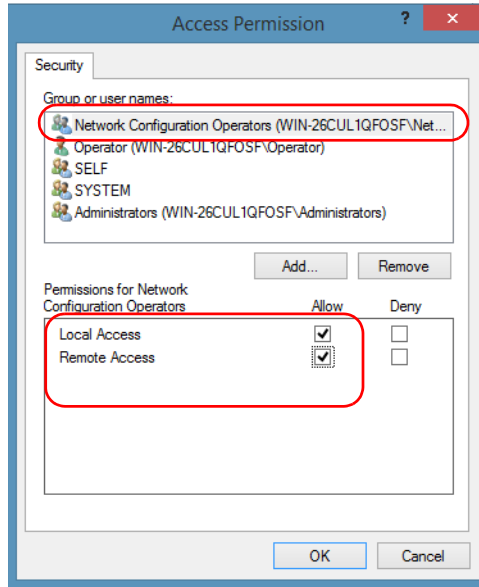 Access Permission
?
×
Security
Group or user names:
Network Configuration Operators (WIN-26CUL1QFOSF\Net...
Operator (WIN-26CUL1QFOSF\Operator)
SELF
SYSTEM
Administrators (WIN-26CUL1QFOSF\Administrators)
Add... Remove
Permissions for Network
Configuration Operators Allow Deny
Local Access
Remote Access
OK Cancel